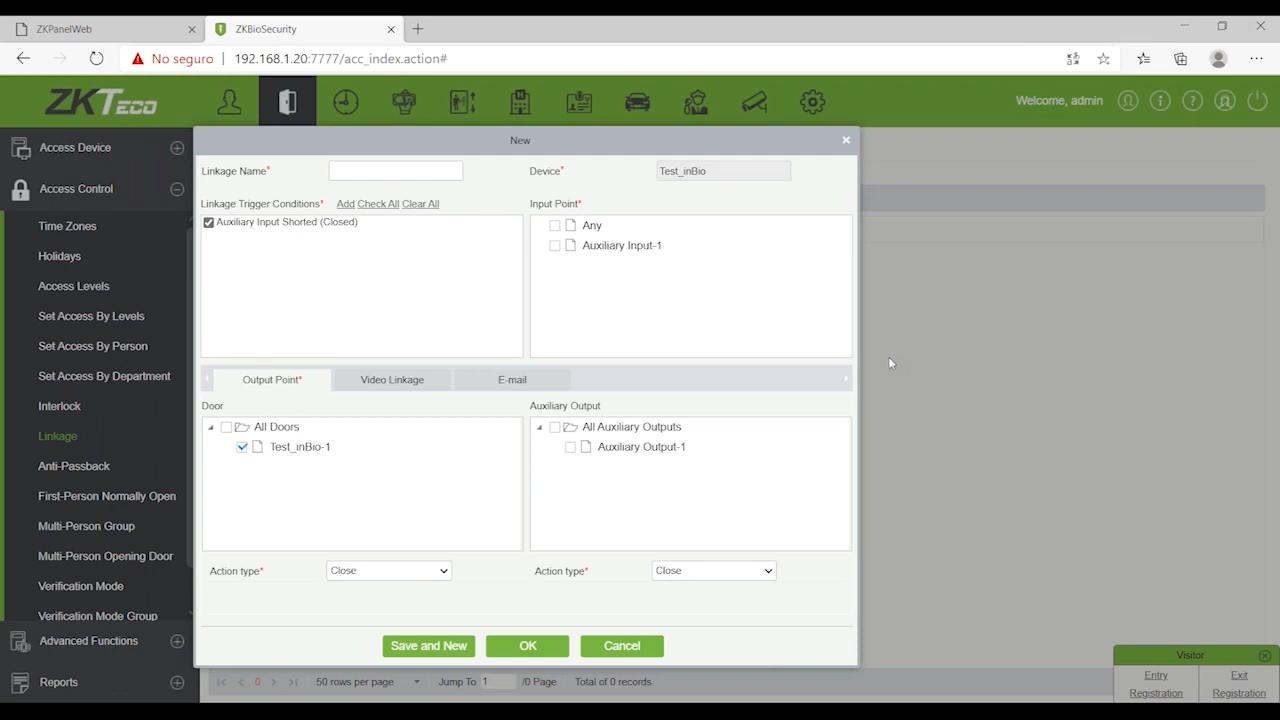 ZKPanelWeb
ZKBioSecurity
No seguro
192.168.1.20:7777/acc_index.action#
ZKTeco
Welcome, admin
Access Device
Access Control
Time Zones
Holidays
Access Levels
Set Access By Levels
Set Access By Person
Set Access By Department
Interlock
Linkage
Anti-Passback
First-Person Normally Open
Multi-Person Group
Multi-Person Opening Door
Verification Mode
Verification Mode Group
Advanced Functions
Reports
New
Linkage Name*
Device* Test_inBio
Linkage Trigger Conditions* Add Check All Clear All
Input Point*
Auxiliary Input Shorted (Closed)
Any
Auxiliary Input-1
Output Point* Video Linkage E-mail
Door
Auxiliary Output
All Doors
Test_inBio-1
All Auxiliary Outputs
Auxiliary Output-1
Action type* Close
Action type* Close
Save and New OK Cancel
0 50 rows per page Jump To 1 /0 Page Total of 0 records
Visitor
Entry Registration
Exit Registration